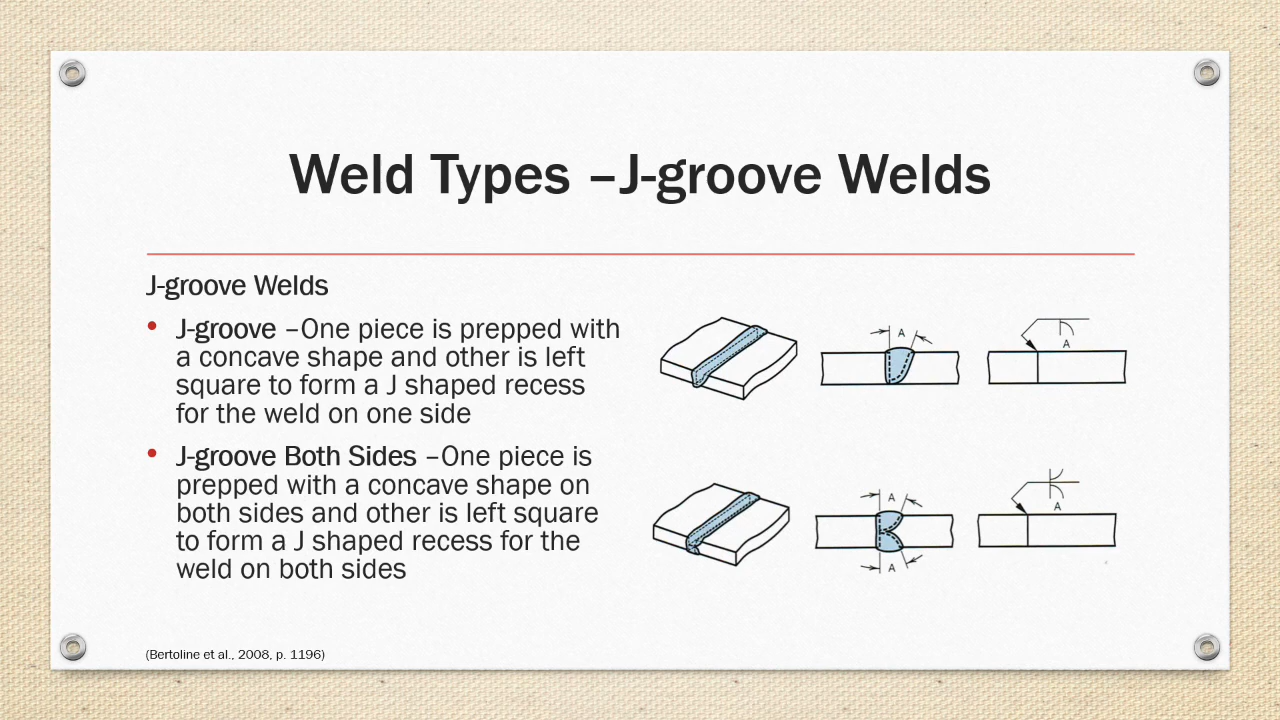 Weld Types –J-groove Welds
J-groove Welds
• J-groove –One piece is prepped with
a concave shape and other is left
square to form a J shaped recess
for the weld on one side
• J-groove Both Sides –One piece is
prepped with a concave shape on
both sides and other is left square
to form a J shaped recess for the
weld on both sides
A
A
A
A
A
(Bertoline et al., 2008, p. 1196)